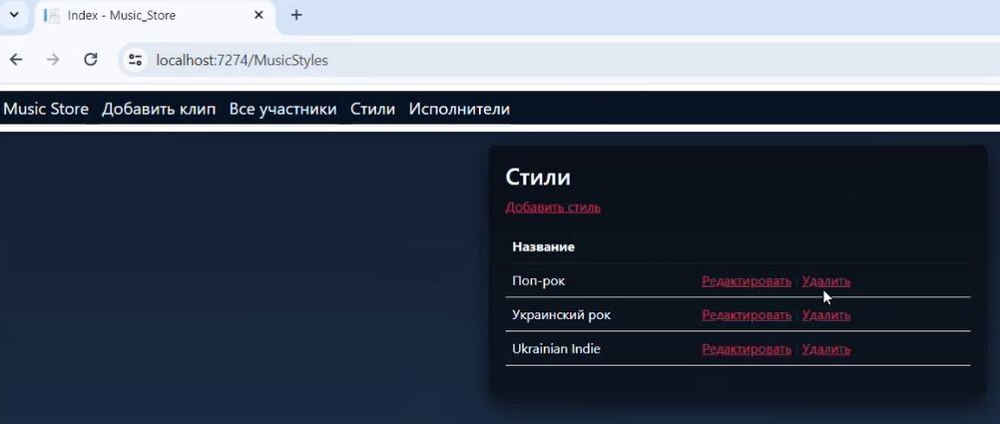 Index - Music_Store
localhost:7274/MusicStyles
Music Store Добавить клип Все участники Стили Исполнители
Стили
Добавить стиль
Название
Поп-рок Редактировать | Удалить
Украинский рок Редактировать | Удалить
Ukrainian Indie Редактировать | Удалить